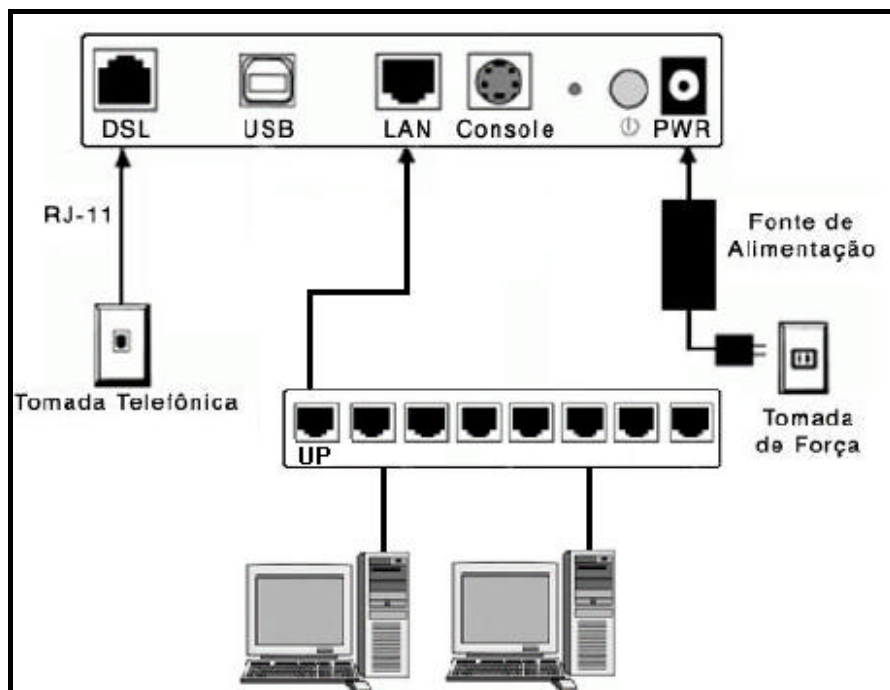 DSL USB LAN Console PWR
RJ-11
Fonte de
Alimentação
Tomada Telefônica
UP
Tomada
de Força